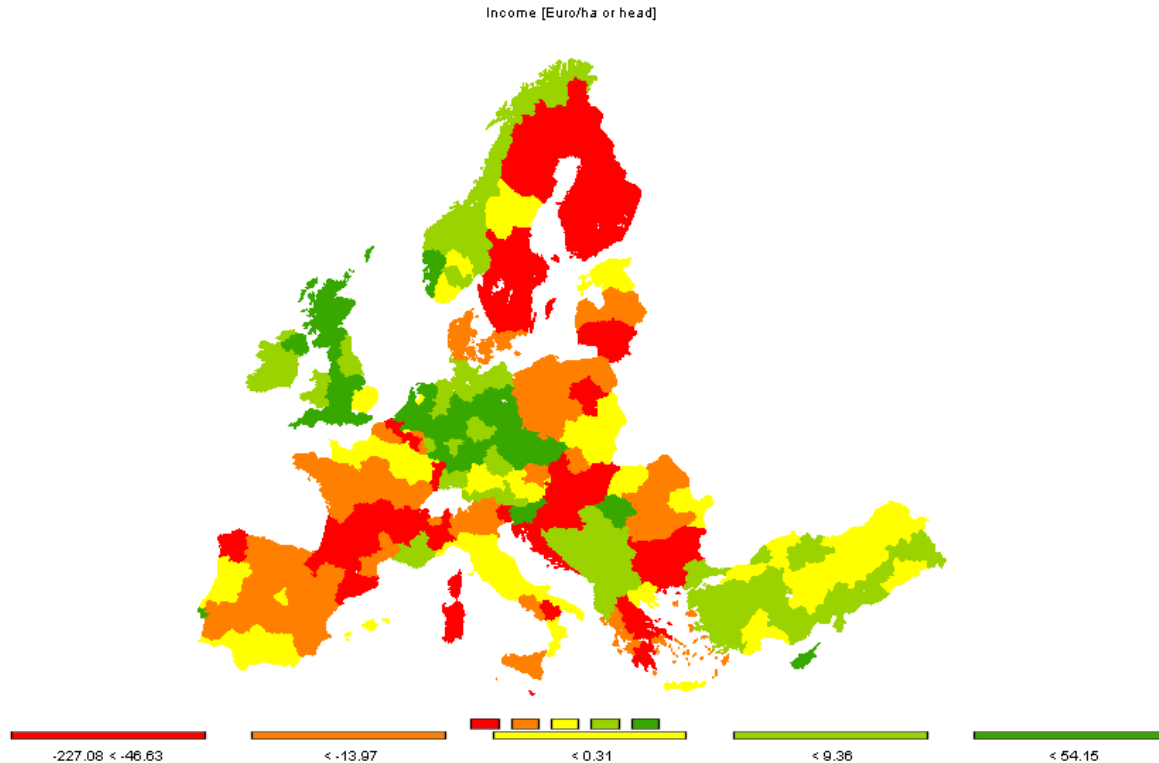 Income [Euro/ha or head]
-227.08 < -46.63 < -13.97 < 0.31 < 9.36 < 54.15